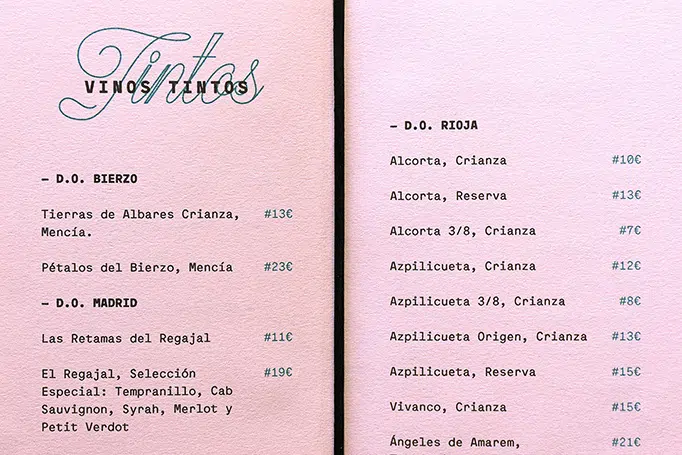 Tintos
VINOS TINTOS
– D.O. BIERZO
Tierras de Albares Crianza, #13€
Mencía.
Pétalos del Bierzo, Mencía #23€
– D.O. MADRID
Las Retamas del Regajal #11€
El Regajal, Selección #19€
Especial: Tempranillo, Cab
Sauvignon, Syrah, Merlot y
Petit Verdot
– D.O. RIOJA
Alcorta, Crianza #10€
Alcorta, Reserva #13€
Alcorta 3/8, Crianza #7€
Azpilicueta, Crianza #12€
Azpilicueta 3/8, Crianza #8€
Azpilicueta Origen, Crianza #13€
Azpilicueta, Reserva #15€
Vivanco, Crianza #15€
Ángeles de Amarem, #21€